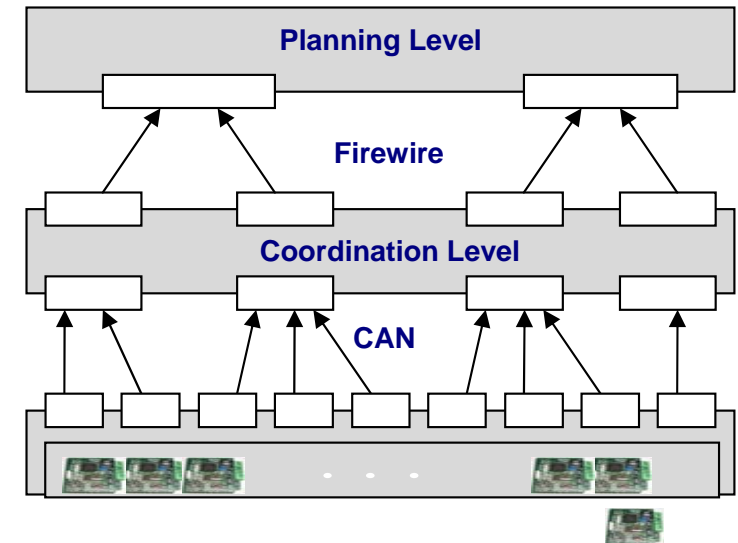 Planning Level
Firewire
Coordination Level
CAN
. . .